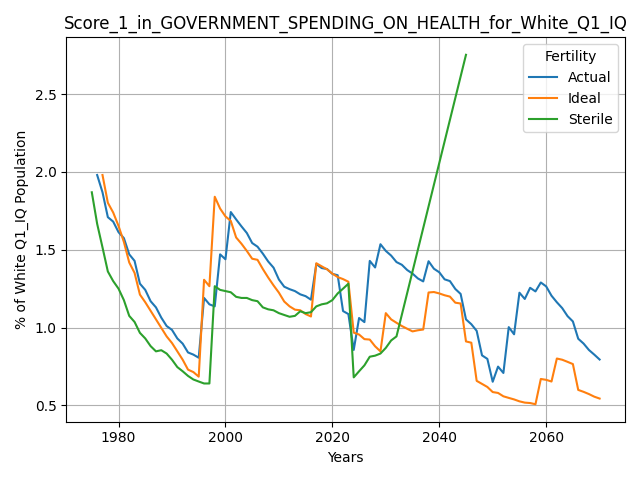 Score_1_in_GOVERNMENT_SPENDING_ON_HEALTH_for_White_Q1_IQ
Fertility
Actual
Ideal
Sterile
% of White Q1_IQ Population
2.5
2.0
1.5
1.0
0.5
1980
2000
2020
2040
2060
Years